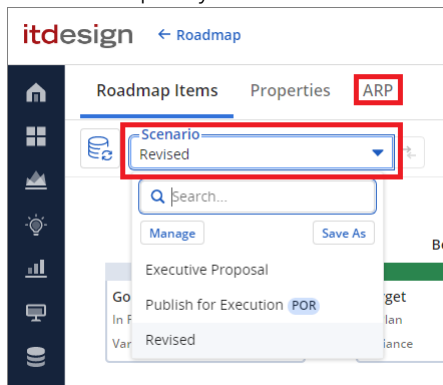 itdesign ← Roadmap
Roadmap Items Properties ARP
Scenario
Revised
Search...
Manage Save As
Executive Proposal
Publish for Execution POR
Revised